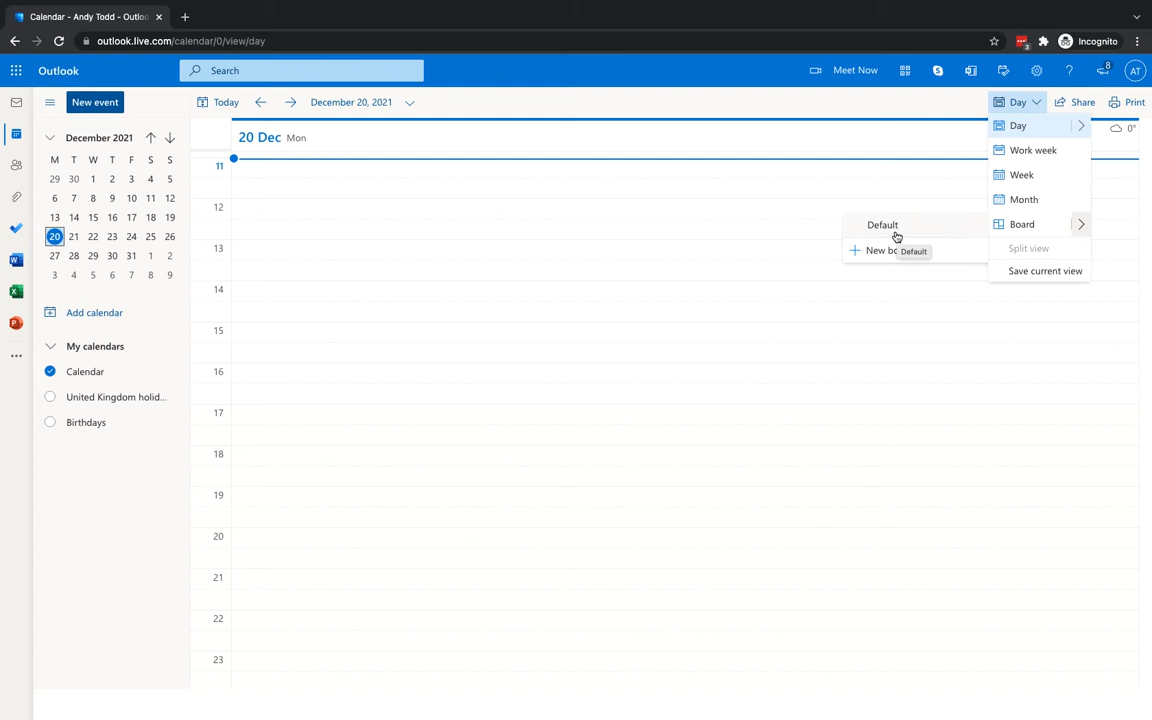 Calendar - Andy Todd - Outlo
outlook.live.com/calendar/0/view/day
3
Incognito
Outlook
Search
Meet Now
8
AT
New event
Today
December 20, 2021
Day
Share
Print
December 2021
M T W T F S S
29 30 1 2 3 4 5
6 7 8 9 10 11 12
13 14 15 16 17 18 19
20 21 22 23 24 25 26
27 28 29 30 31 1 2
3 4 5 6 7 8 9
Add calendar
My calendars
Calendar
United Kingdom holid...
Birthdays
20 Dec Mon
0°
11
12
13
14
15
16
17
18
19
20
21
22
23
Day
Work week
Week
Month
Board
Split view
Save current view
Default
New bo
Default